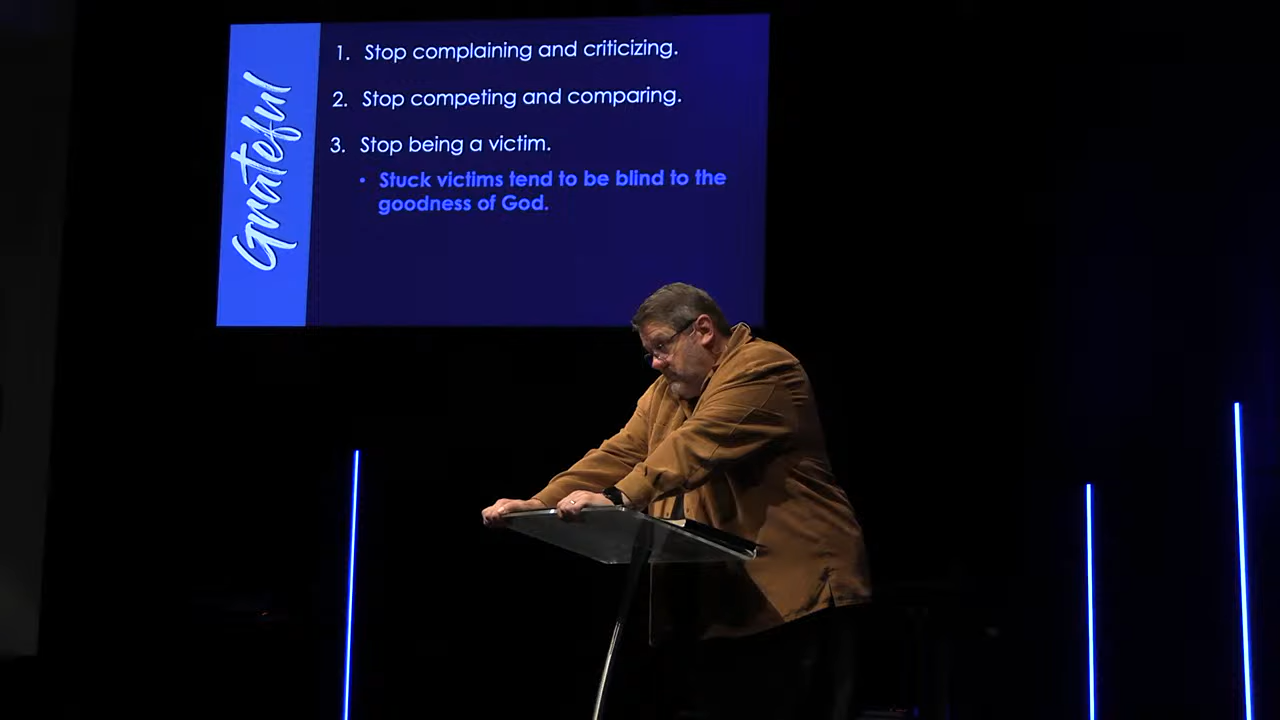 Grateful
1. Stop complaining and criticizing.
2. Stop competing and comparing.
3. Stop being a victim.
• Stuck victims tend to be blind to the
goodness of God.